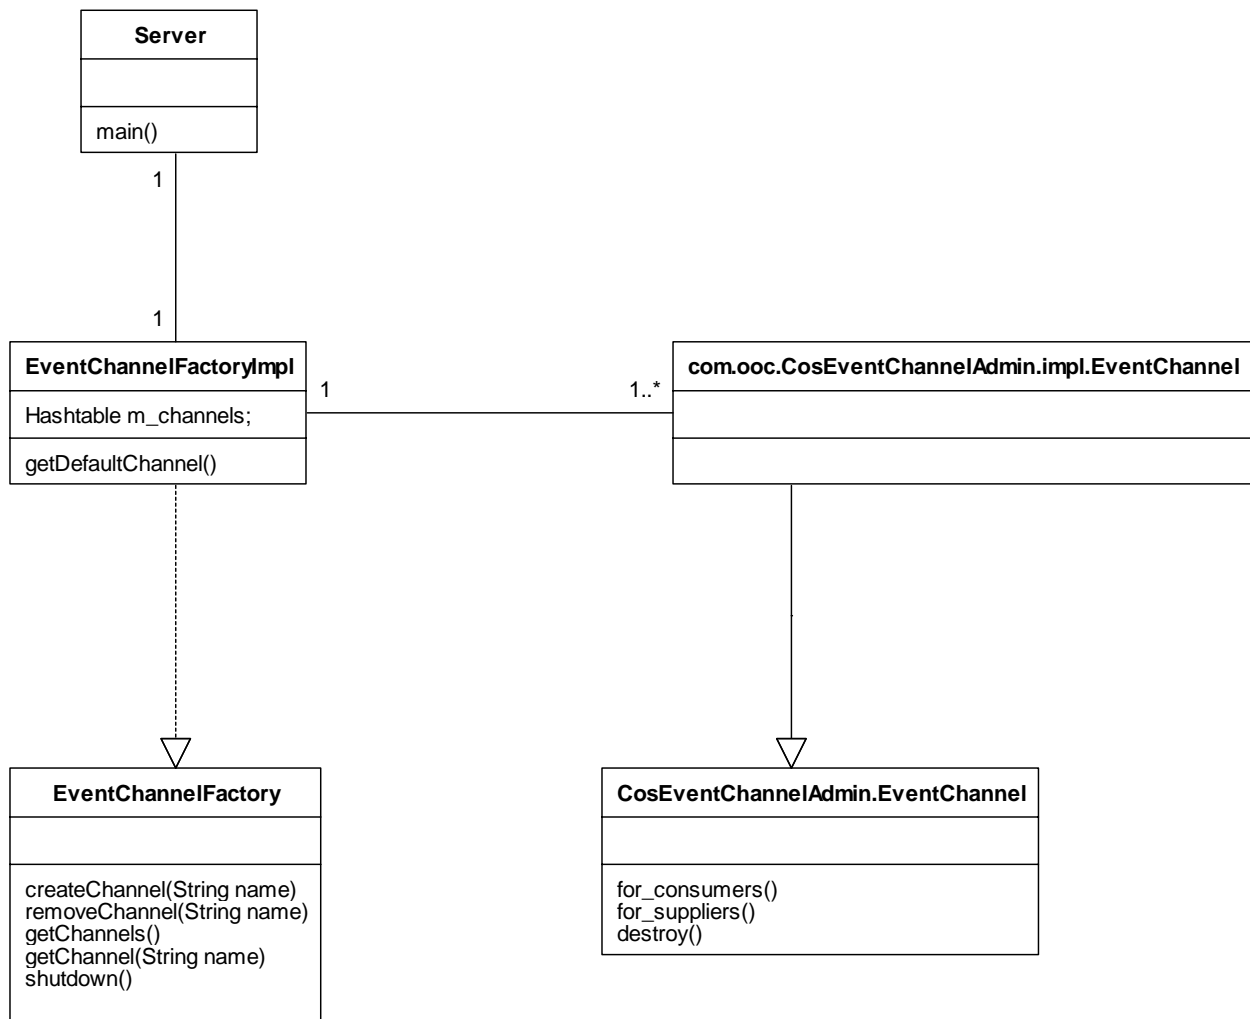 Server
main()
1
1
EventChannelFactoryImpl
Hashtable m_channels;
getDefaultChannel()
1
1..*
com.ooc.CosEventChannelAdmin.impl.EventChannel
EventChannelFactory
createChannel(String name)
removeChannel(String name)
getChannels()
getChannel(String name)
shutdown()
CosEventChannelAdmin.EventChannel
for_consumers()
for_suppliers()
destroy()